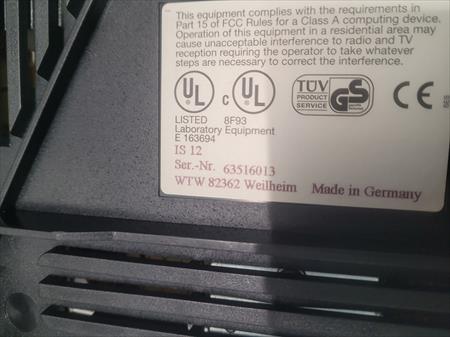 This equipment complies with the requirements in
Part 15 of FCC Rules for a Class A computing device.
Operation of this equipment in a residential area may
cause unacceptable interference to radio and TV
reception requiring the operator to take whatever
steps are necessary to correct the interference.
UL C UL TÜV PRODUCT SERVICE GS CE
LISTED 8F93
Laboratory Equipment
E 163694
IS 12
Ser.-Nr. 63516013
WTW 82362 Weilheim Made in Germany